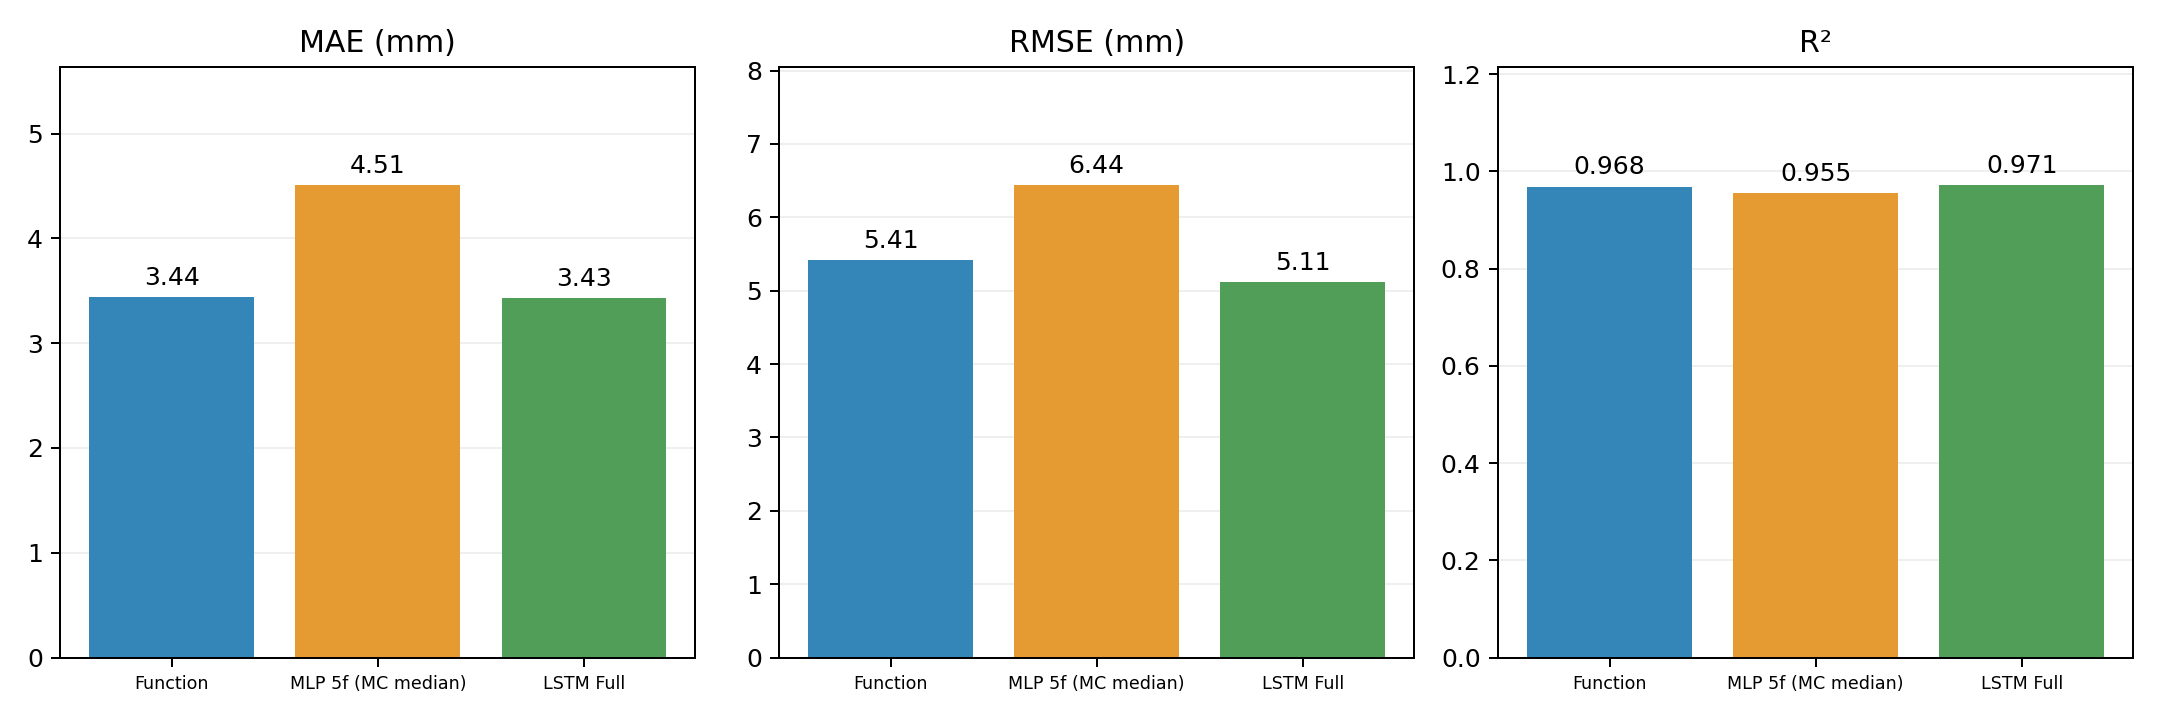 MAE (mm)
5
4
3
2
1
0
3.44
4.51
3.43
Function
MLP 5f (MC median)
LSTM Full
RMSE (mm)
8
7
6
5
4
3
2
1
0
5.41
6.44
5.11
Function
MLP 5f (MC median)
LSTM Full
R²
1.2
1.0
0.8
0.6
0.4
0.2
0.0
0.968
0.955
0.971
Function
MLP 5f (MC median)
LSTM Full